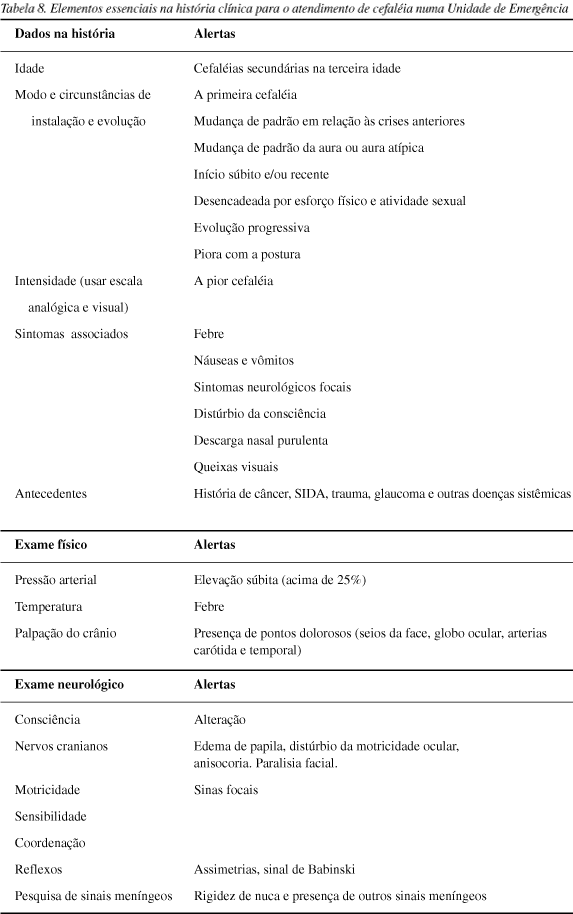 Tabela 8. Elementos essenciais na história clínica para o atendimento de cefaléia numa Unidade de Emergência
Dados na história Alertas
Idade Cefaléias secundárias na terceira idade
Modo e circunstâncias de A primeira cefaléia
instalação e evolução Mudança de padrão em relação às crises anteriores
Mudança de padrão da aura ou aura atípica
Início súbito e/ou recente
Desencadeada por esforço físico e atividade sexual
Evolução progressiva
Piora com a postura
Intensidade (usar escala A pior cefaléia
analógica e visual)
Sintomas associados Febre
Náuseas e vômitos
Sintomas neurológicos focais
Distúrbio da consciência
Descarga nasal purulenta
Queixas visuais
Antecedentes História de câncer, SIDA, trauma, glaucoma e outras doenças sistêmicas
Exame físico Alertas
Pressão arterial Elevação súbita (acima de 25%)
Temperatura Febre
Palpação do crânio Presença de pontos dolorosos (seios da face, globo ocular, arterias
carótida e temporal)
Exame neurológico Alertas
Consciência Alteração
Nervos cranianos Edema de papila, distúrbio da motricidade ocular,
anisocoria. Paralisia facial.
Motricidade Sinas focais
Sensibilidade
Coordenação
Reflexos Assimetrias, sinal de Babinski
Pesquisa de sinais meníngeos Rigidez de nuca e presença de outros sinais meníngeos